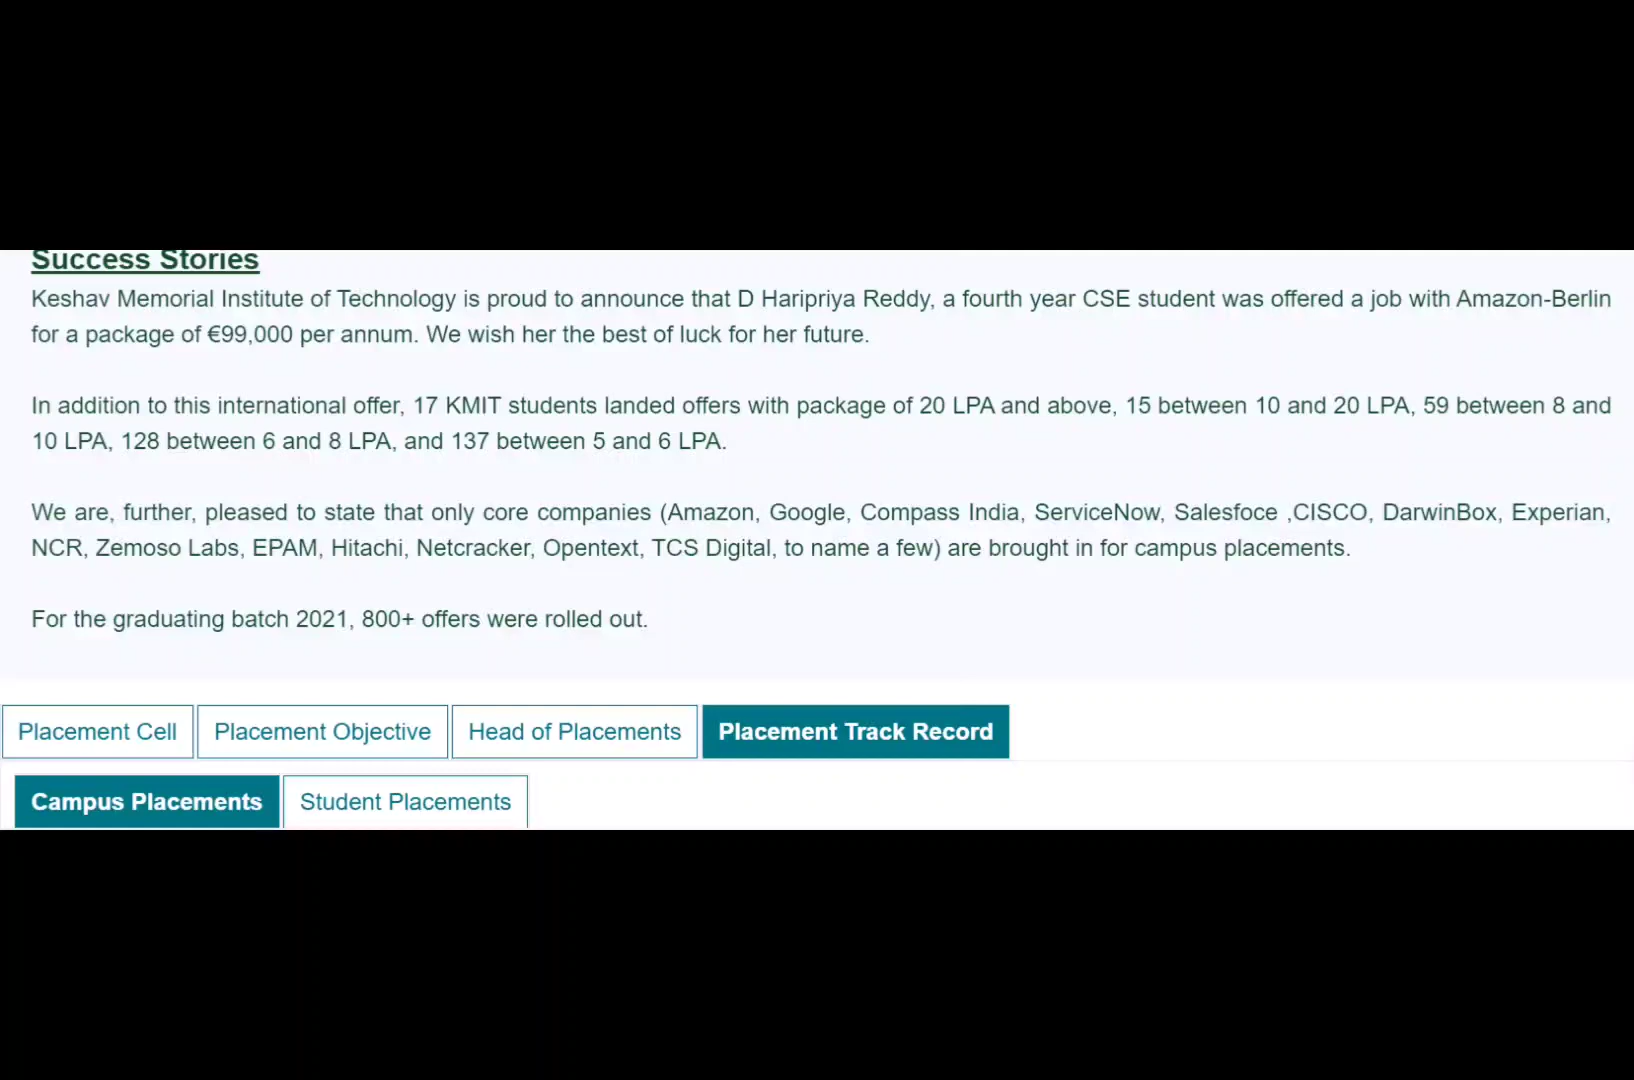 Success Stories
Keshav Memorial Institute of Technology is proud to announce that D Haripriya Reddy, a fourth year CSE student was offered a job with Amazon-Berlin
for a package of €99,000 per annum. We wish her the best of luck for her future.
In addition to this international offer, 17 KMIT students landed offers with package of 20 LPA and above, 15 between 10 and 20 LPA, 59 between 8 and
10 LPA, 128 between 6 and 8 LPA, and 137 between 5 and 6 LPA.
We are, further, pleased to state that only core companies (Amazon, Google, Compass India, ServiceNow, Salesfoce ,CISCO, DarwinBox, Experian,
NCR, Zemoso Labs, EPAM, Hitachi, Netcracker, Opentext, TCS Digital, to name a few) are brought in for campus placements.
For the graduating batch 2021, 800+ offers were rolled out.
Placement Cell Placement Objective Head of Placements Placement Track Record
Campus Placements Student Placements